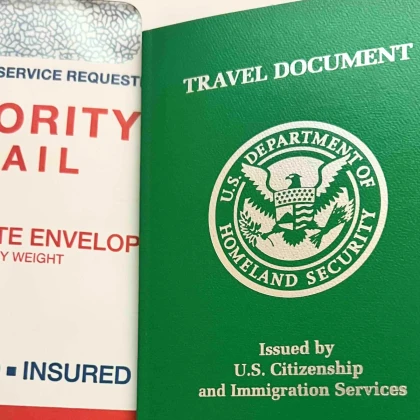 SERVICE REQUEST
ORITY
AIL
TE ENVELOP
Y WEIGHT
▪ INSURED
TRAVEL DOCUMENT
U.S. DEPARTMENT OF
HOMELAND SECURITY
Issued by
U.S. Citizenship
and Immigration Services